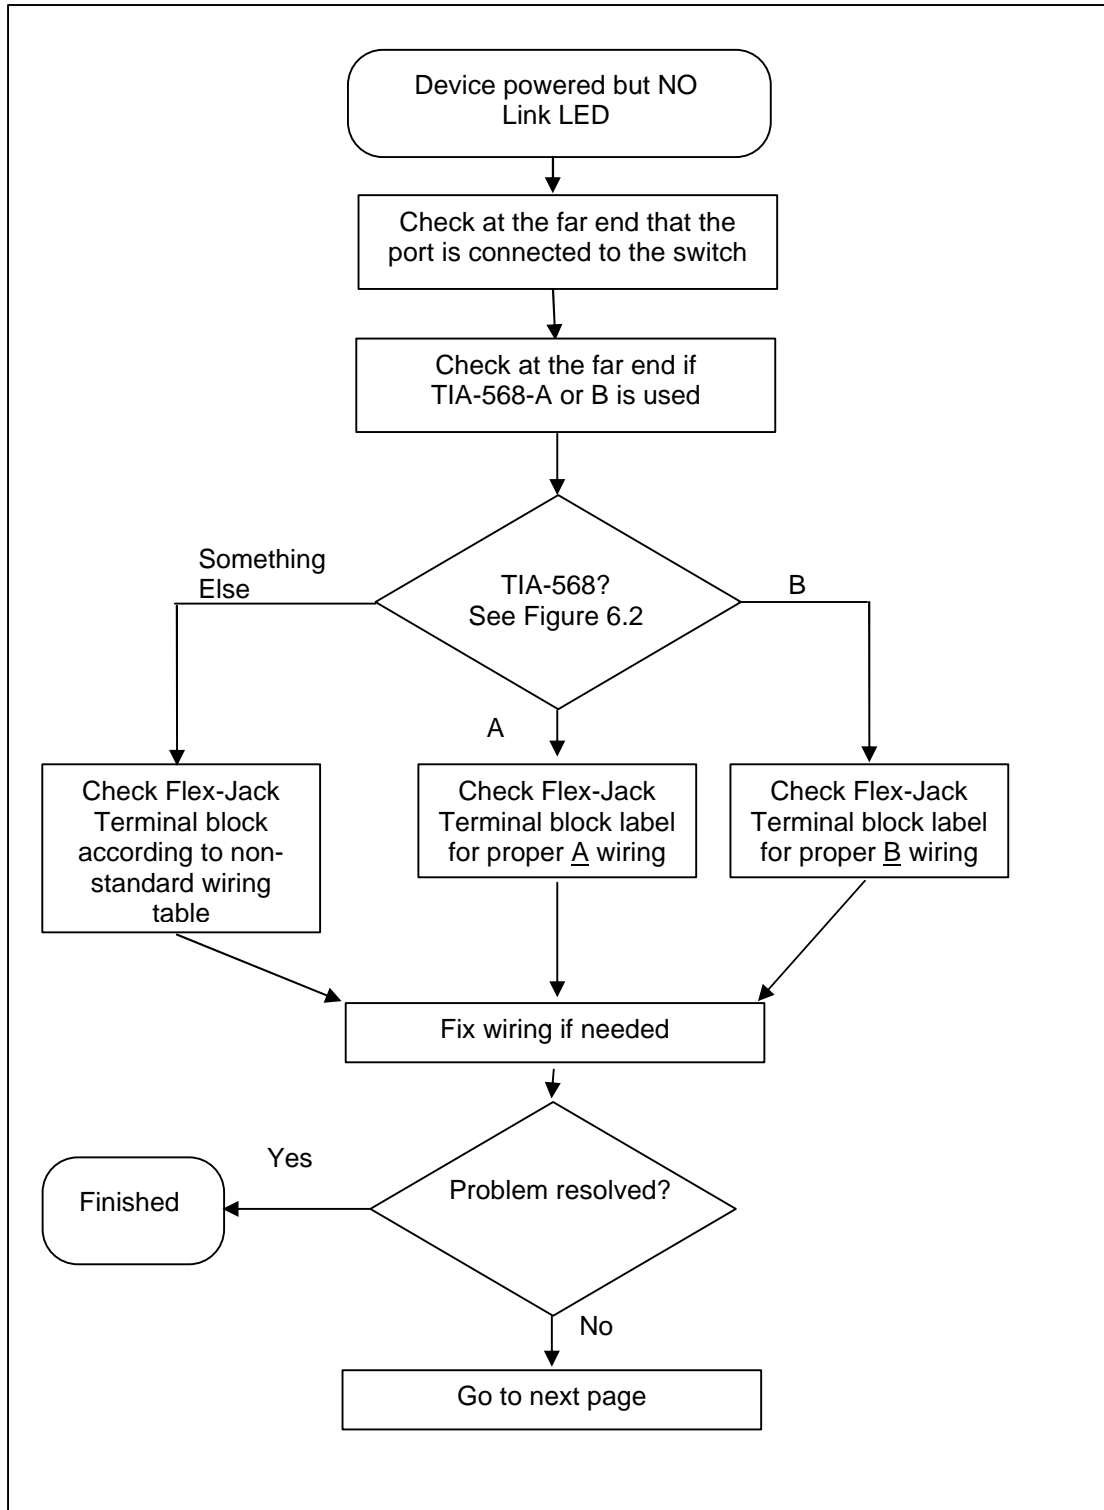 Device powered but NO
Link LED
Check at the far end that the
port is connected to the switch
Check at the far end if
TIA-568-A or B is used
Something
Else
TIA-568?
See Figure 6.2
B
A
Check Flex-Jack
Terminal block
according to non-
standard wiring
table
Check Flex-Jack
Terminal block label
for proper A wiring
Check Flex-Jack
Terminal block label
for proper B wiring
Fix wiring if needed
Yes
Problem resolved?
Finished
No
Go to next page